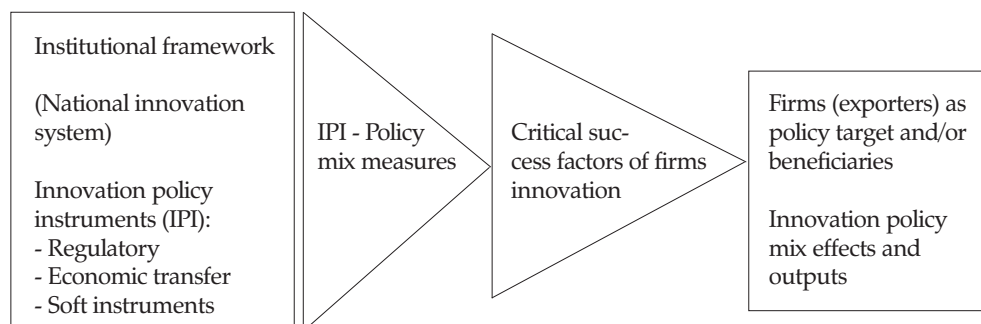 Institutional framework
(National innovation
system)
Innovation policy
instruments (IPI):
- Regulatory
- Economic transfer
- Soft instruments
IPI - Policy
mix measures
Critical suc-
cess factors of firms
innovation
Firms (exporters) as
policy target and/or
beneficiaries
Innovation policy
mix effects and
outputs